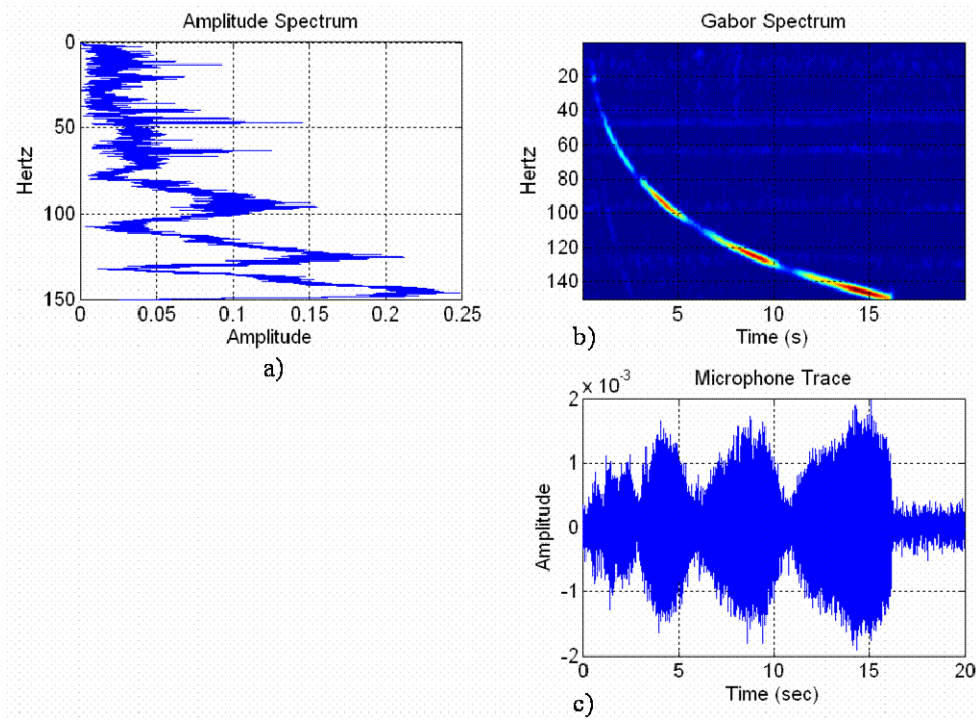 Amplitude Spectrum
0
50
100
150
Hertz
0 0.05 0.1 0.15 0.2 0.25
Amplitude
a)
Gabor Spectrum
20
40
60
80
100
120
140
Hertz
5 10 15
Time (s)
b)
Microphone Trace
2 × 10-3
1
0
-1
-2
Amplitude
0 5 10 15 20
Time (sec)
c)